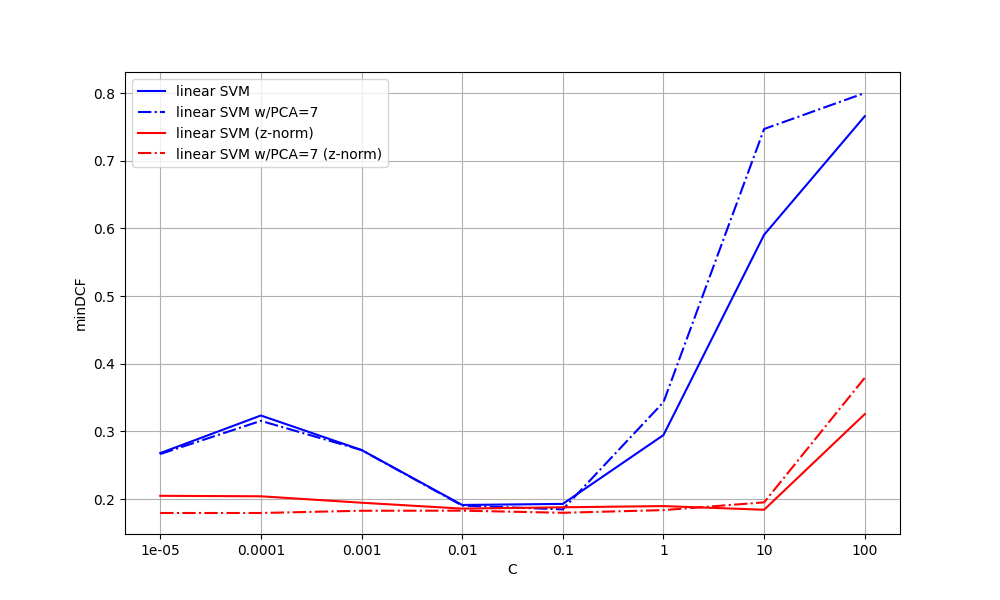 linear SVM
linear SVM w/PCA=7
linear SVM (z-norm)
linear SVM w/PCA=7 (z-norm)
0.8
0.7
0.6
0.5
0.4
0.3
0.2
minDCF
1e-05 0.0001 0.001 0.01 0.1 1 10 100
C